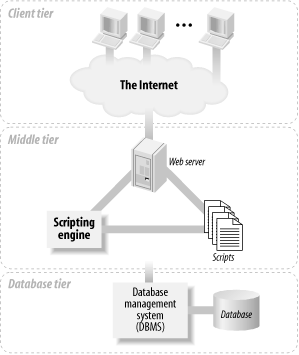 Client tier
...
The Internet
Middle tier
Web server
Scripting
engine
Scripts
Database tier
Database
management
system
(DBMS)
Database